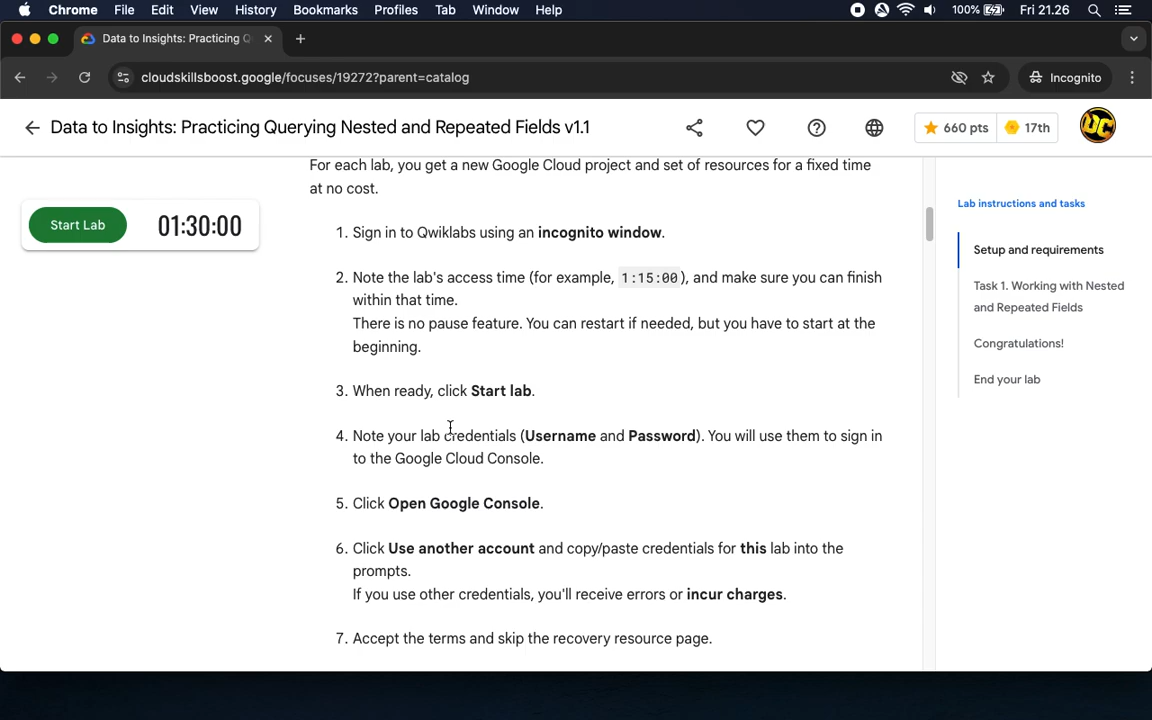 Chrome File Edit View History Bookmarks Profiles Tab Window Help 100% Fri 21.26
Data to Insights: Practicing Q
cloudskillsboost.google/focuses/19272?parent=catalog Incognito
Data to Insights: Practicing Querying Nested and Repeated Fields v1.1 660 pts 17th UC
For each lab, you get a new Google Cloud project and set of resources for a fixed time
at no cost.
Start Lab 01:30:00
1. Sign in to Qwiklabs using an incognito window.
2. Note the lab's access time (for example, 1:15:00), and make sure you can finish
within that time.
There is no pause feature. You can restart if needed, but you have to start at the
beginning.
3. When ready, click Start lab.
4. Note your lab credentials (Username and Password). You will use them to sign in
to the Google Cloud Console.
5. Click Open Google Console.
6. Click Use another account and copy/paste credentials for this lab into the
prompts.
If you use other credentials, you'll receive errors or incur charges.
7. Accept the terms and skip the recovery resource page.
Lab instructions and tasks
Setup and requirements
Task 1. Working with Nested
and Repeated Fields
Congratulations!
End your lab